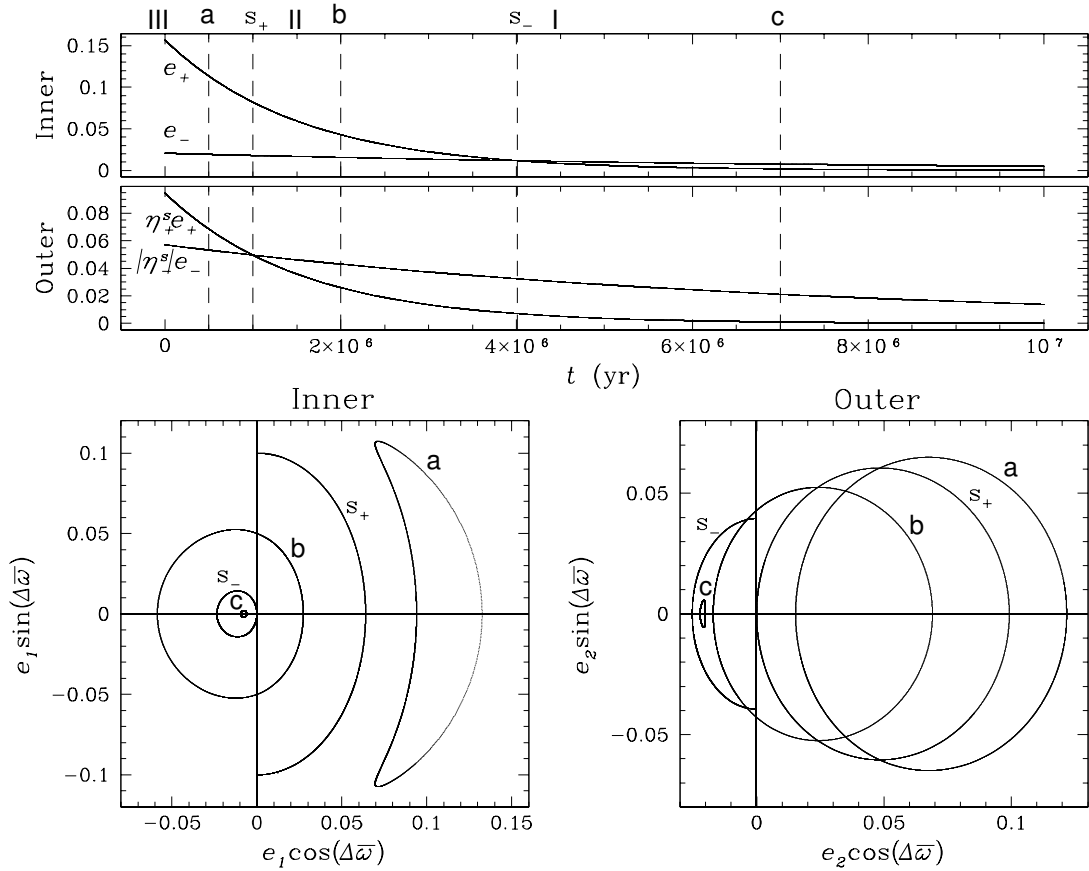 III a s₊ II b s₋ I c
Inner
0.15
0.1
0.05
0
e₊
e₋
Outer
0.08
0.06
0.04
0.02
0
η₊ˢe₊
|η₋ˢ|e₋
0 2×10⁶ 4×10⁶ 6×10⁶ 8×10⁶ 10⁷
t (yr)
Inner
e₁sin(Δϖ)
0.1
0.05
0
−0.05
−0.1
a
s₊
b
s₋
c
−0.05 0 0.05 0.1 0.15
e₁cos(Δϖ)
Outer
e₂sin(Δϖ)
0.05
0
−0.05
a
s₊
b
s₋
c
0 0.05 0.1
e₂cos(Δϖ)